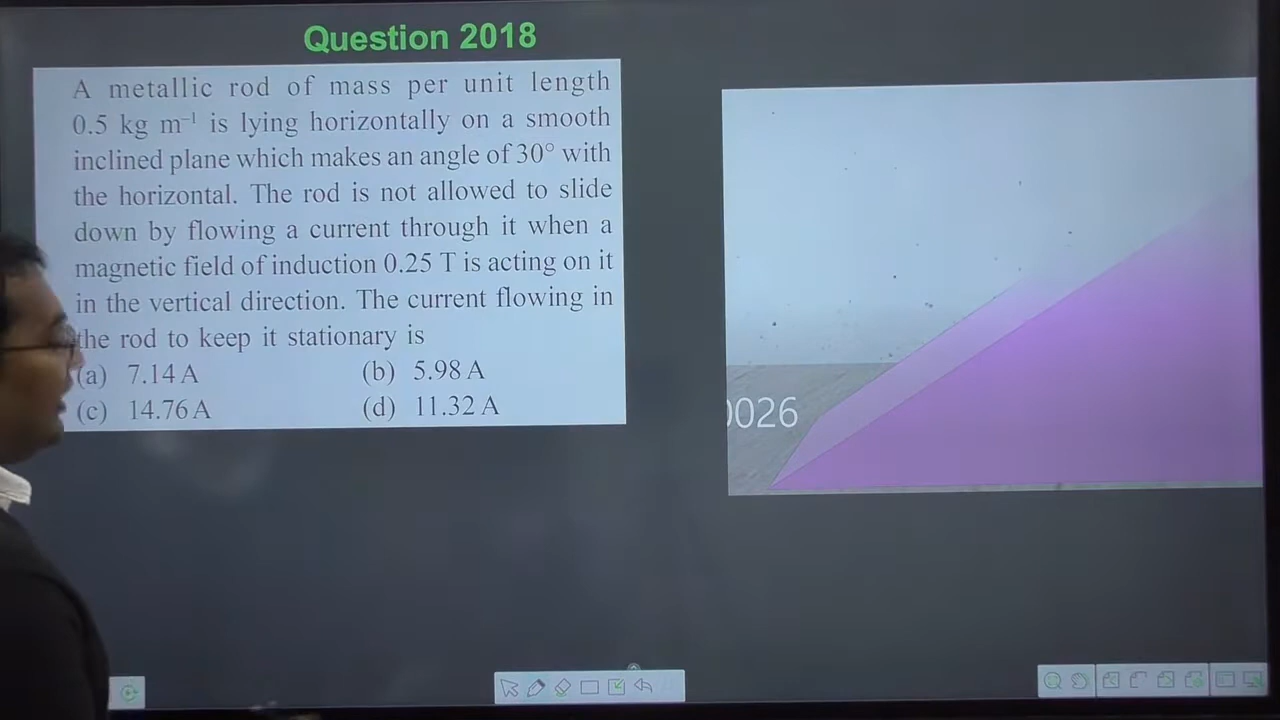 Question 2018
A metallic rod of mass per unit length
0.5 kg m⁻¹ is lying horizontally on a smooth
inclined plane which makes an angle of 30° with
the horizontal. The rod is not allowed to slide
down by flowing a current through it when a
magnetic field of induction 0.25 T is acting on it
in the vertical direction. The current flowing in
the rod to keep it stationary is
(a) 7.14 A (b) 5.98 A
(c) 14.76 A (d) 11.32 A
0026